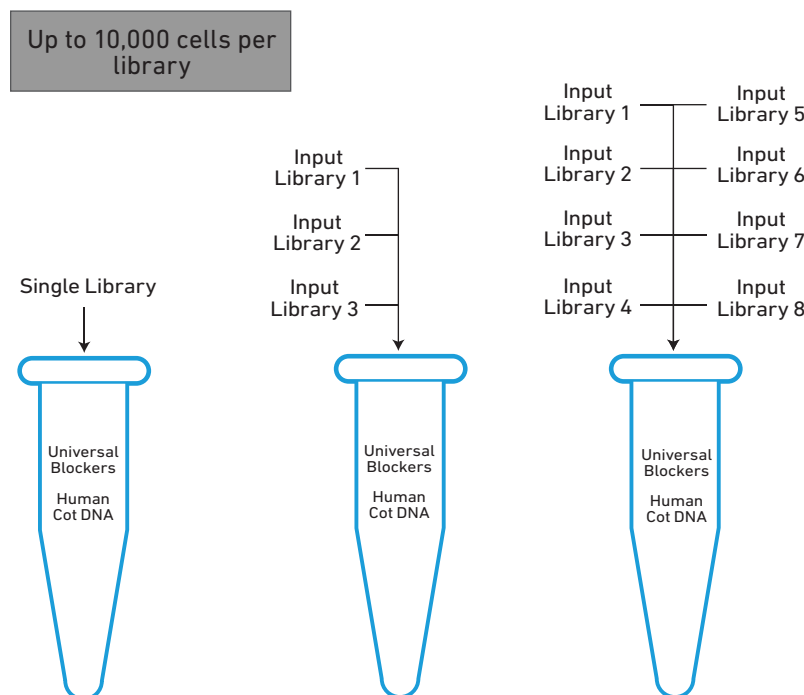 Up to 10,000 cells per
library
Single Library
Universal
Blockers
Human
Cot DNA
Input
Library 1
Input
Library 2
Input
Library 3
Universal
Blockers
Human
Cot DNA
Input
Library 1
Input
Library 2
Input
Library 3
Input
Library 4
Input
Library 5
Input
Library 6
Input
Library 7
Input
Library 8
Universal
Blockers
Human
Cot DNA